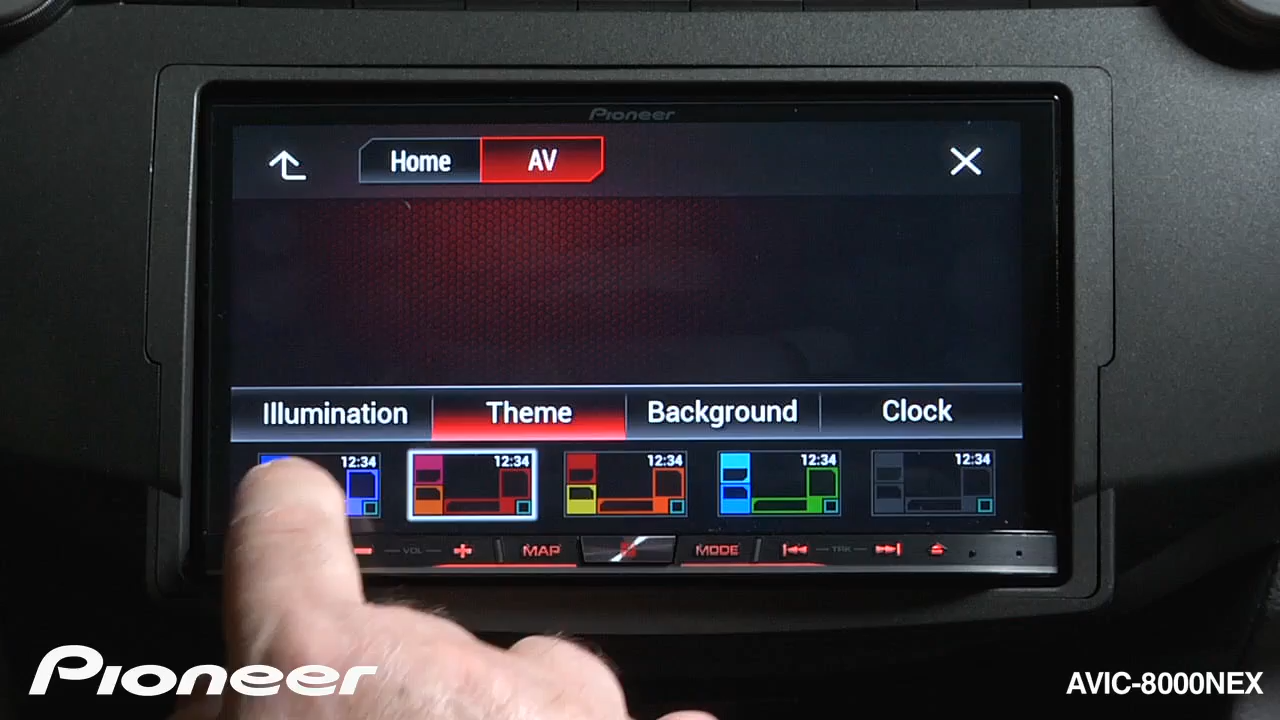 Pioneer
Home AV
Illumination Theme Background Clock
12:34 12:34 12:34 12:34 12:34
VOL MAP MODE TRK
Pioneer AVIC-8000NEX